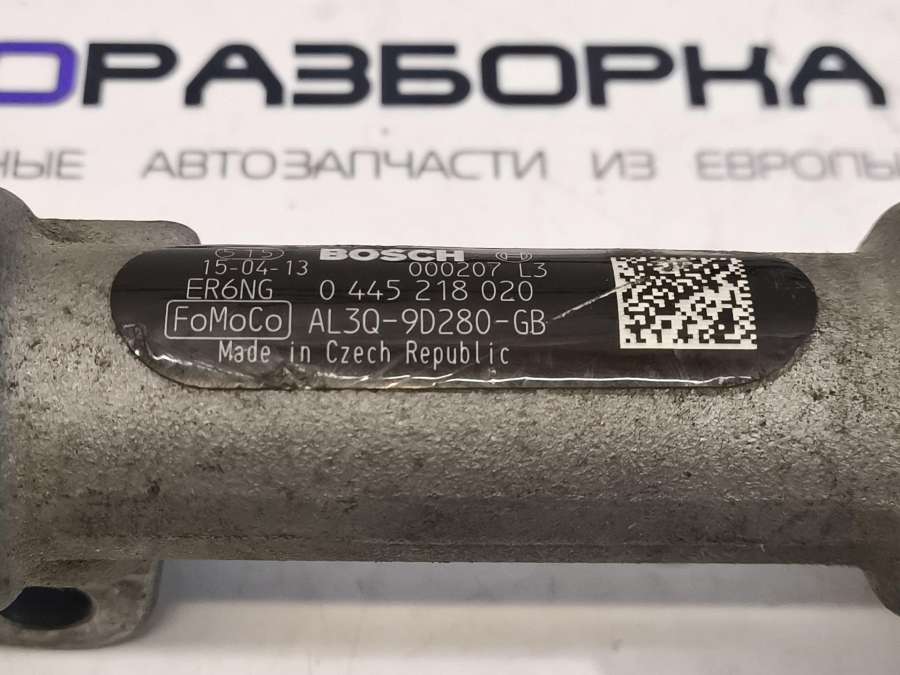 ОРАЗБОРКА
НЫЕ АВТОЗАПЧАСТИ ИЗ ЕВРОПЫ
BOSCH
15-04-13 000207 L3
ER6NG 0 445 218 020
FoMoCo AL3Q-9D280-GB
Made in Czech Republic